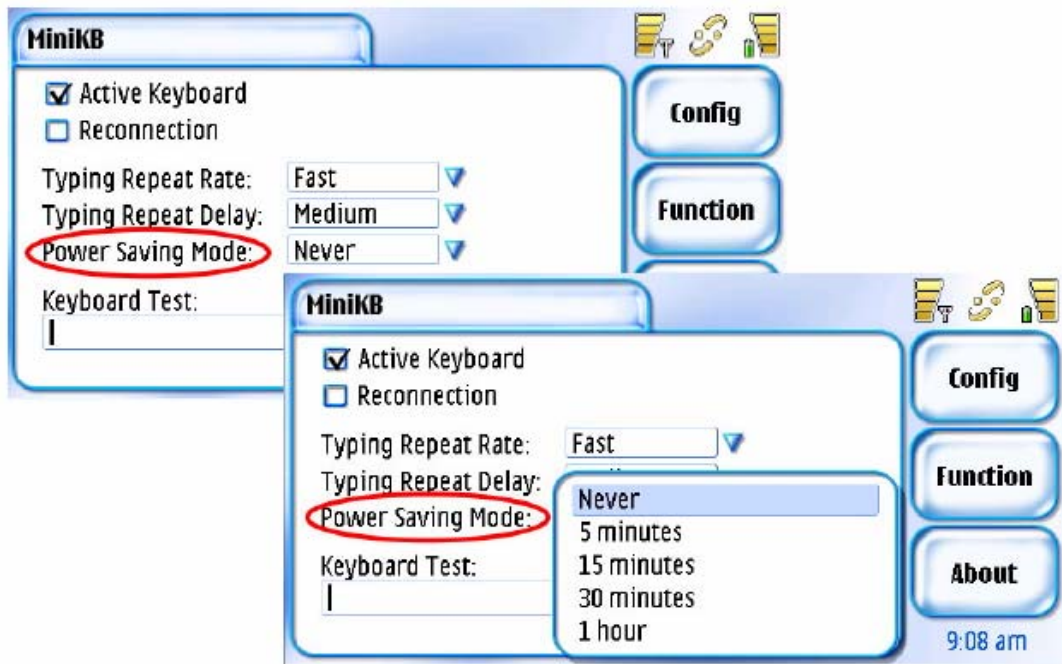 MiniKB
Active Keyboard
Reconnection
Typing Repeat Rate: Fast
Typing Repeat Delay: Medium
Power Saving Mode: Never
Keyboard Test:
Config
Function
MiniKB
Active Keyboard
Reconnection
Typing Repeat Rate: Fast
Typing Repeat Delay:
Power Saving Mode:
Never
5 minutes
15 minutes
30 minutes
1 hour
Keyboard Test:
Config
Function
About
9:08 am